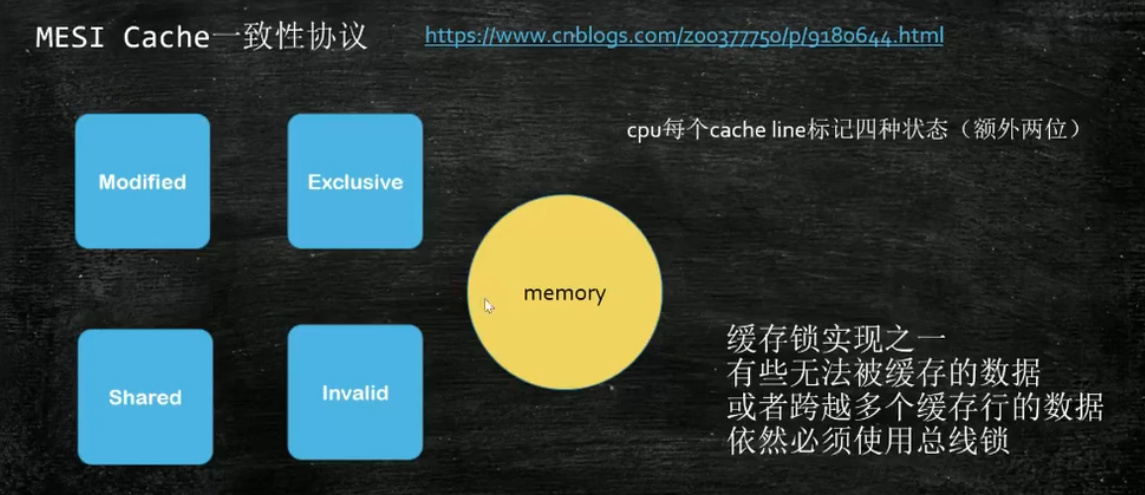 MESI Cache一致性协议
https://www.cnblogs.com/z00377750/p/9180644.html
cpu每个cache line标记四种状态（额外两位）
Modified
Exclusive
memory
Shared
Invalid
缓存锁实现之一
有些无法被缓存的数据
或者跨越多个缓存行的数据
依然必须使用总线锁